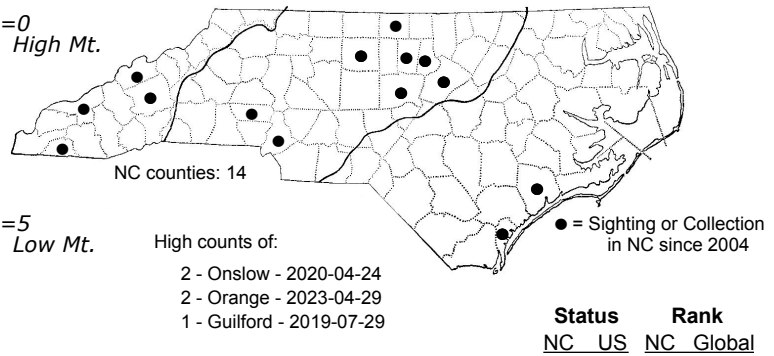 =0
High Mt.
NC counties: 14
=5
Low Mt.
High counts of:
2 - Onslow - 2020-04-24
2 - Orange - 2023-04-29
1 - Guilford - 2019-07-29
● = Sighting or Collection
in NC since 2004
Status Rank
NC US NC Global